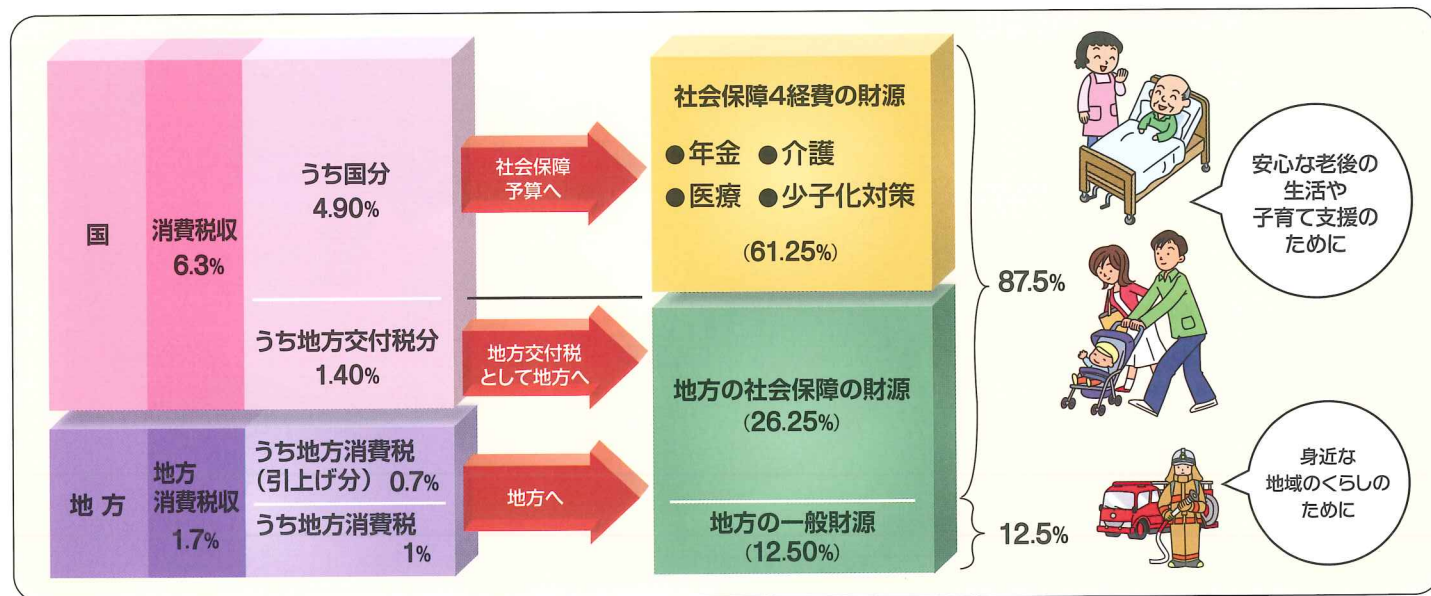 国
消費税収
6.3%
うち国分
4.90%
うち地方交付税分
1.40%
地方
地方
消費税収
1.7%
うち地方消費税
(引上げ分) 0.7%
うち地方消費税
1%
社会保障
予算へ
地方交付税
として地方へ
地方へ
社会保障4経費の財源
●年金 ●介護
●医療 ●少子化対策
(61.25%)
地方の社会保障の財源
(26.25%)
地方の一般財源
(12.50%)
87.5%
12.5%
安心な老後の
生活や
子育て支援の
ために
身近な
地域のくらしの
ために